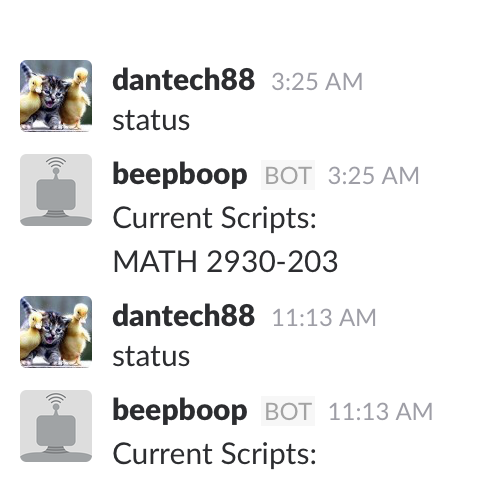 dantech88 3:25 AM
status
beepboop BOT 3:25 AM
Current Scripts:
MATH 2930-203
dantech88 11:13 AM
status
beepboop BOT 11:13 AM
Current Scripts: